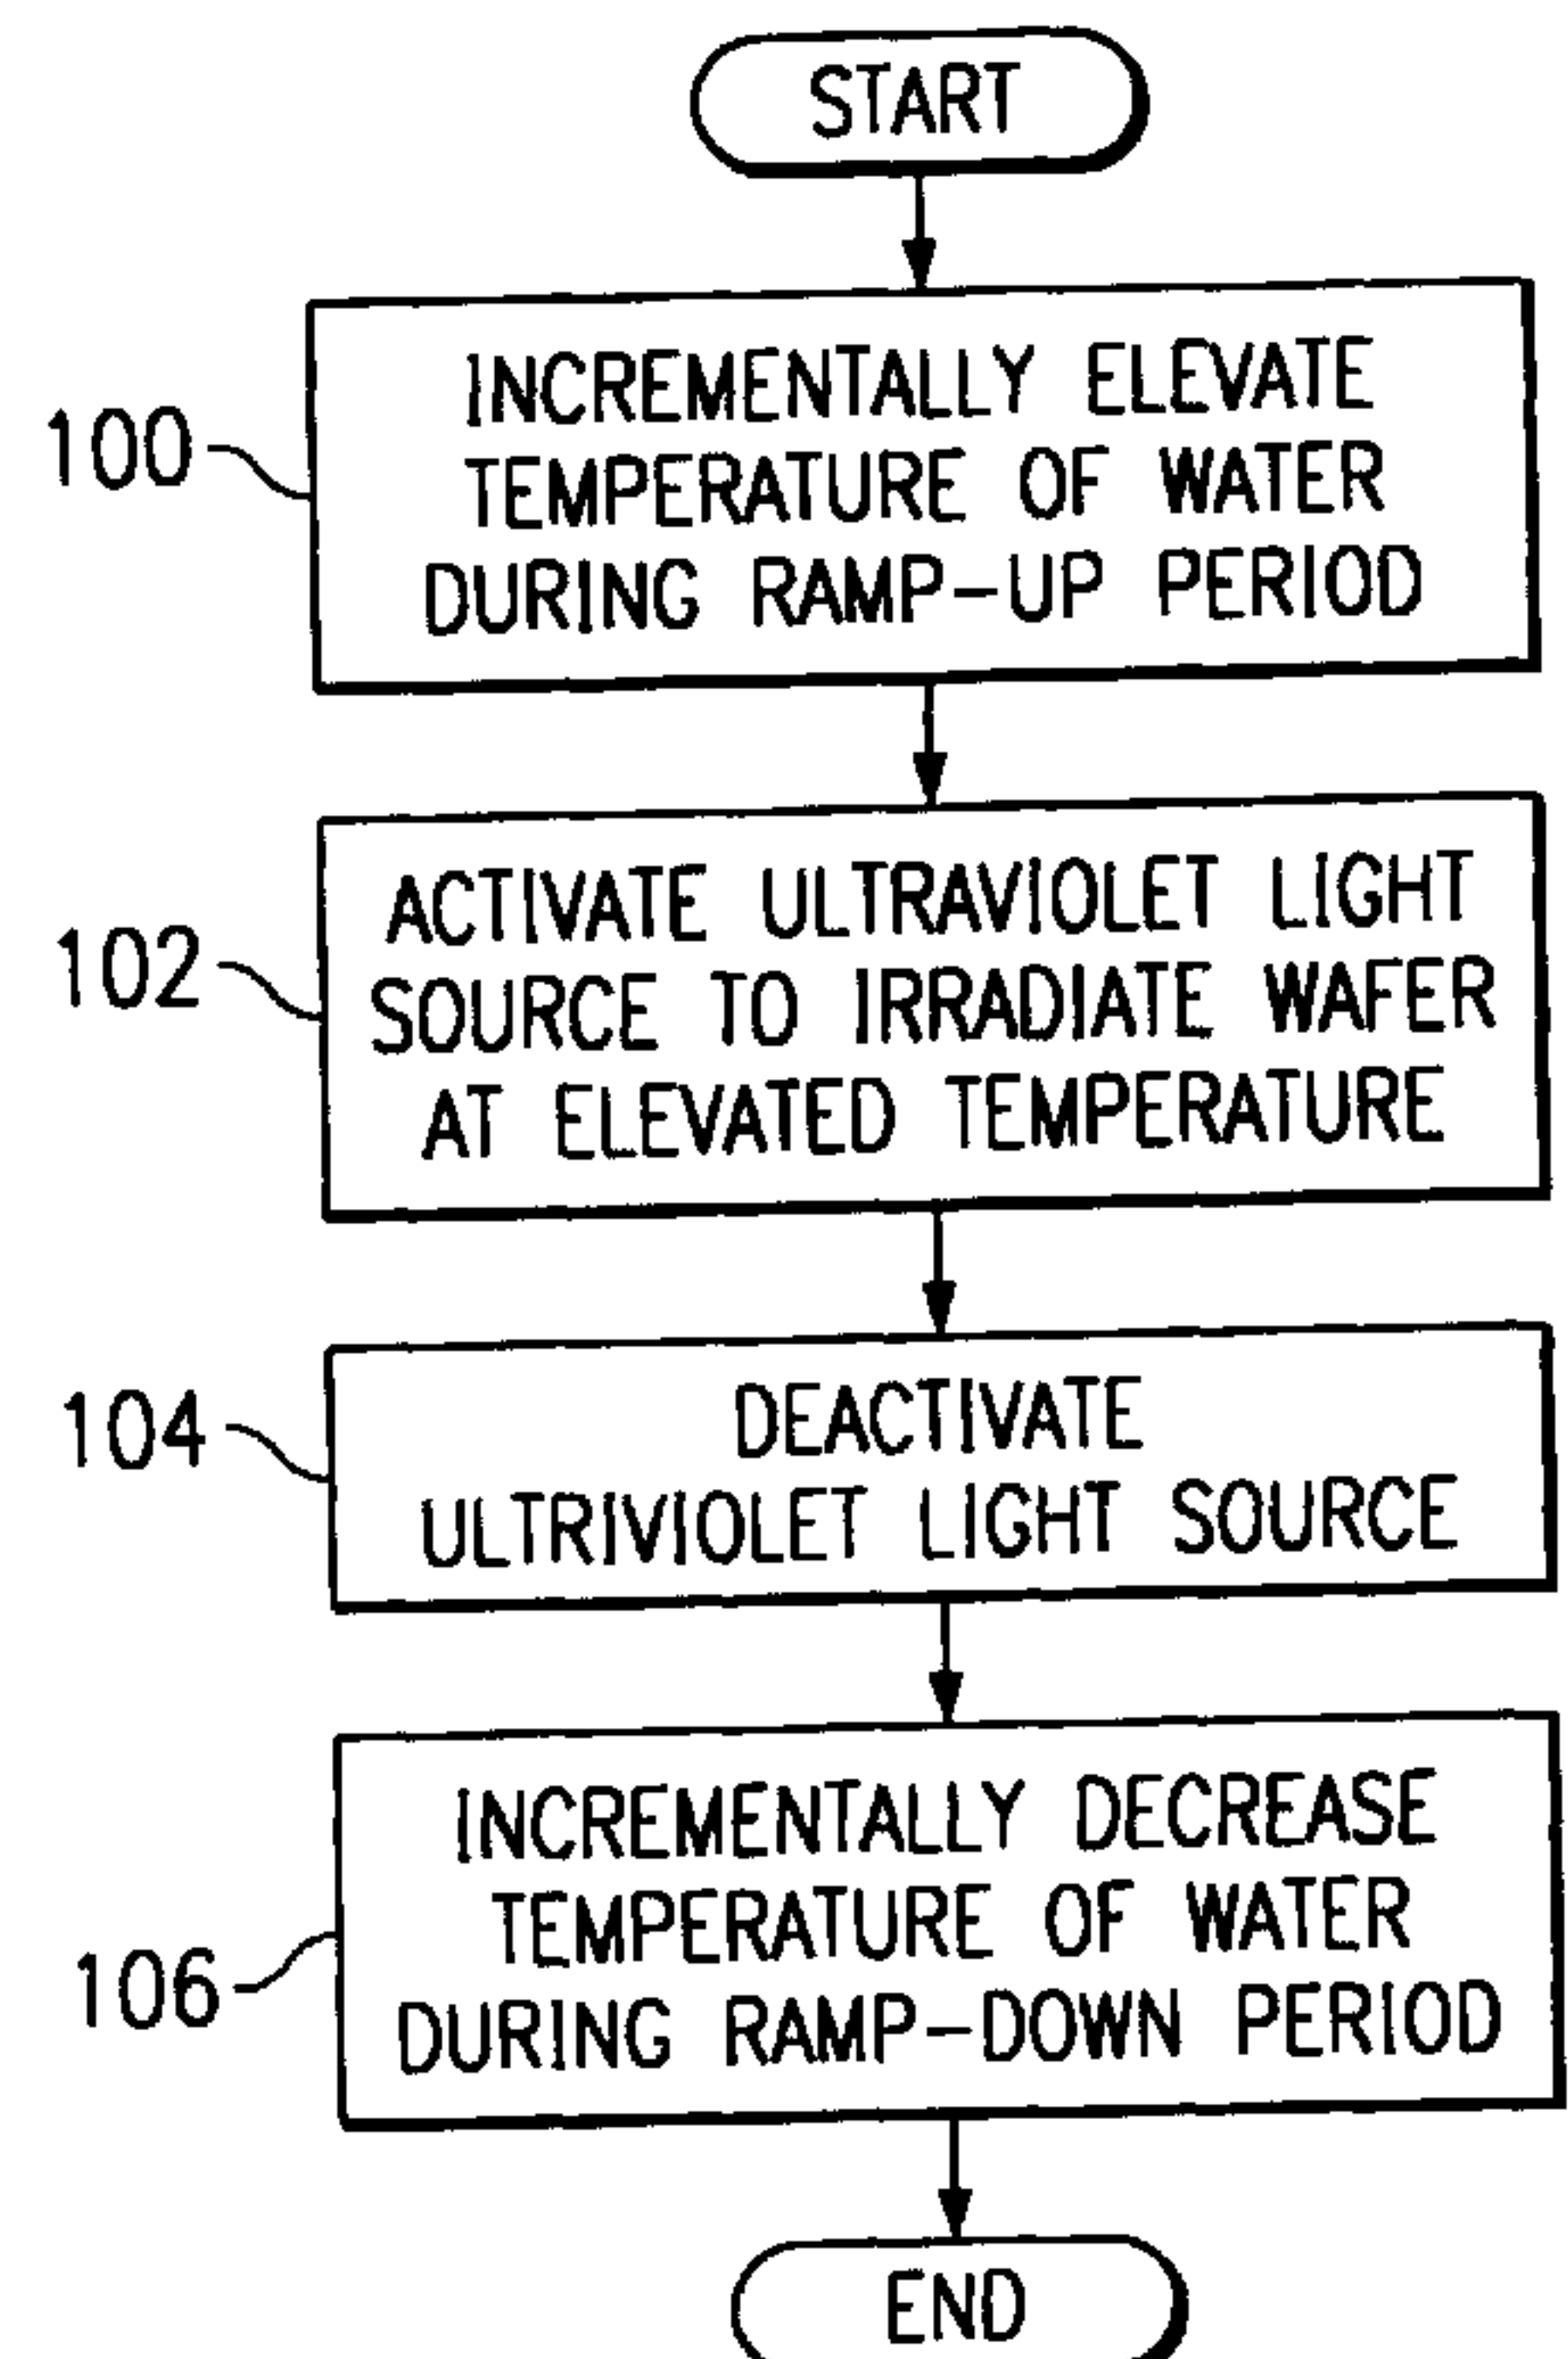 START
100
INCREMENTALLY ELEVATE
TEMPERATURE OF WATER
DURING RAMP-UP PERIOD
102
ACTIVATE ULTRAVIOLET LIGHT
SOURCE TO IRRADIATE WAFER
AT ELEVATED TEMPERATURE
104
DEACTIVATE
ULTRIVIOLET LIGHT SOURCE
106
INCREMENTALLY DECREASE
TEMPERATURE OF WATER
DURING RAMP-DOWN PERIOD
END